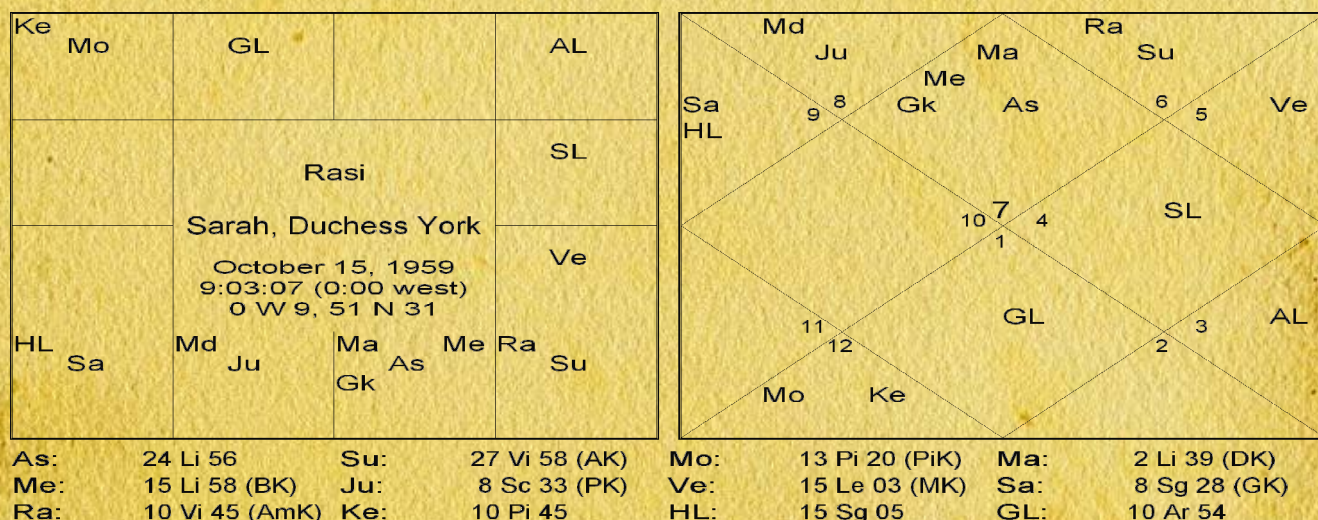 Ke
Mo
GL
AL
SL
Rasi
Sarah, Duchess York
October 15, 1959
9:03:07 (0:00 west)
0 W 9, 51 N 31
Ve
HL
Sa
Md
Ju
Ma Me
As
Gk
Ra
Su
Md
Ju
Ma
Me
Gk As
Ra
Su
Sa
HL
9 8
6 5
Ve
10 7 4
1
SL
GL
11
12
3
2
AL
Mo Ke
As: 24 Li 56 Su: 27 Vi 58 (AK) Mo: 13 Pi 20 (PiK) Ma: 2 Li 39 (DK)
Me: 15 Li 58 (BK) Ju: 8 Sc 33 (PK) Ve: 15 Le 03 (MK) Sa: 8 Sg 28 (GK)
Ra: 10 Vi 45 (AmK) Ke: 10 Pi 45 HL: 15 Sg 05 GL: 10 Ar 54